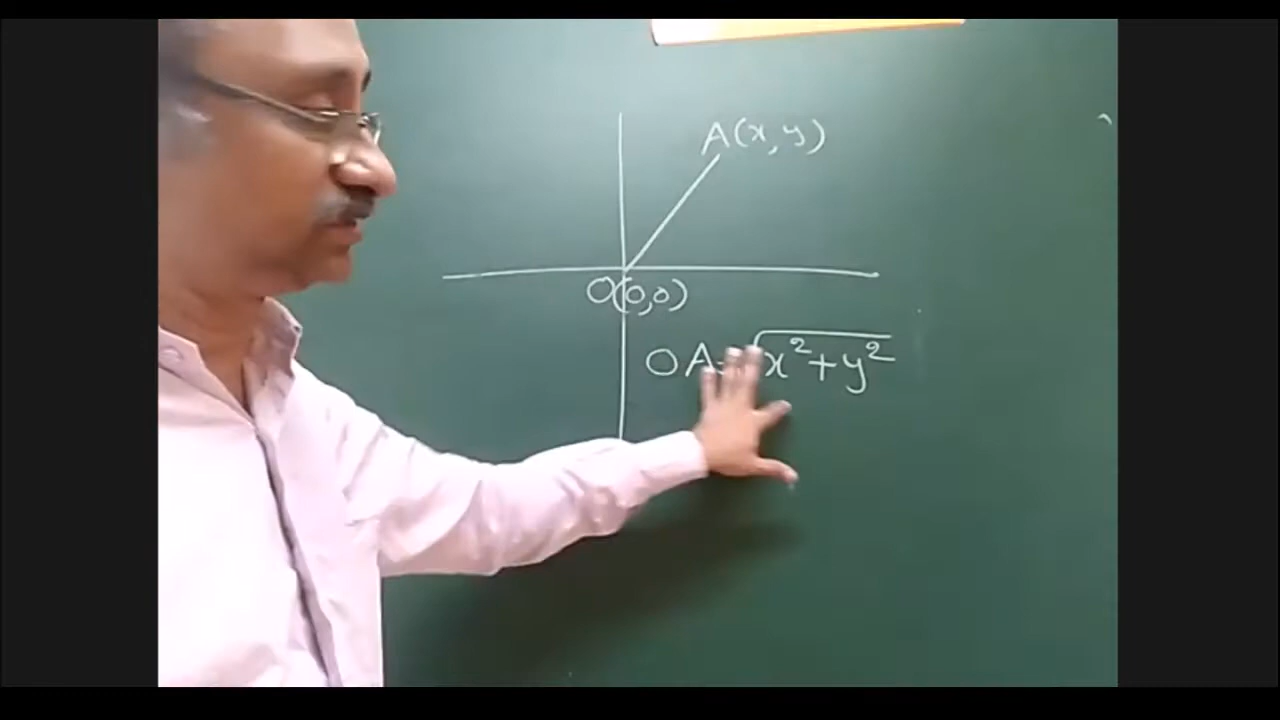 A(x,y)
O(0,0)
OA=√x²+y²